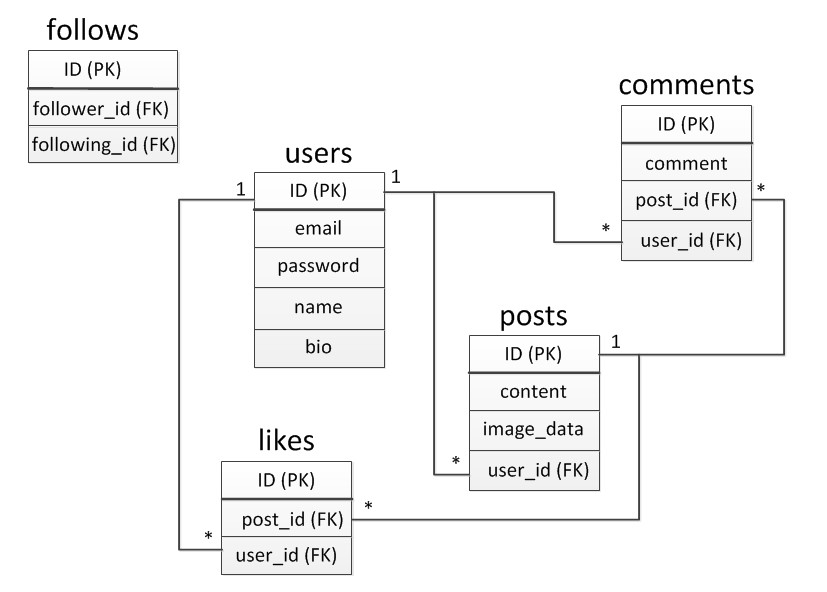 follows
ID (PK)
follower_id (FK)
following_id (FK)
users
1
1
ID (PK)
email
password
name
bio
comments
ID (PK)
comment
post_id (FK)
*
*
user_id (FK)
posts
ID (PK)
1
content
image_data
*
user_id (FK)
likes
ID (PK)
post_id (FK)
*
*
user_id (FK)